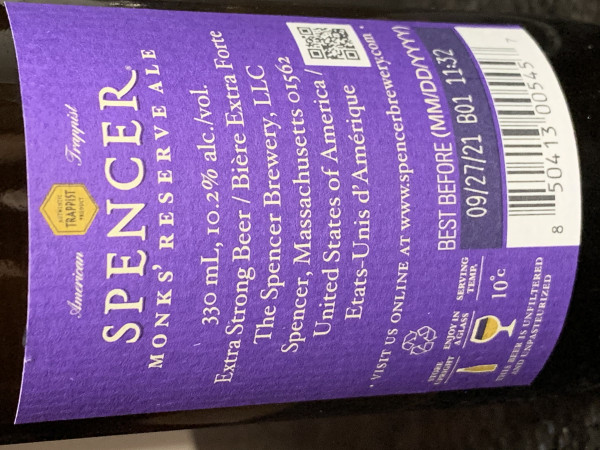 American Trappist
AUTHENTIC
TRAPPIST
PRODUCT
SPENCER
MONKS' RESERVE ALE
330 mL, 10.2% alc./vol.
Extra Strong Beer / Bière Extra Forte
The Spencer Brewery, LLC
Spencer, Massachusetts 01562
United States of America /
Etats-Unis d'Amérique
• VISIT US ONLINE AT www.spencerbrewery.com •
STORE
UPRIGHT
ENJOY IN
A GLASS
SERVING
TEMP.
10°C
THIS BEER IS UNFILTERED
AND UNPASTEURIZED
BEST BEFORE (MM/DD/YYYY)
09/27/21 B01 11:32
8 50413 00545 7